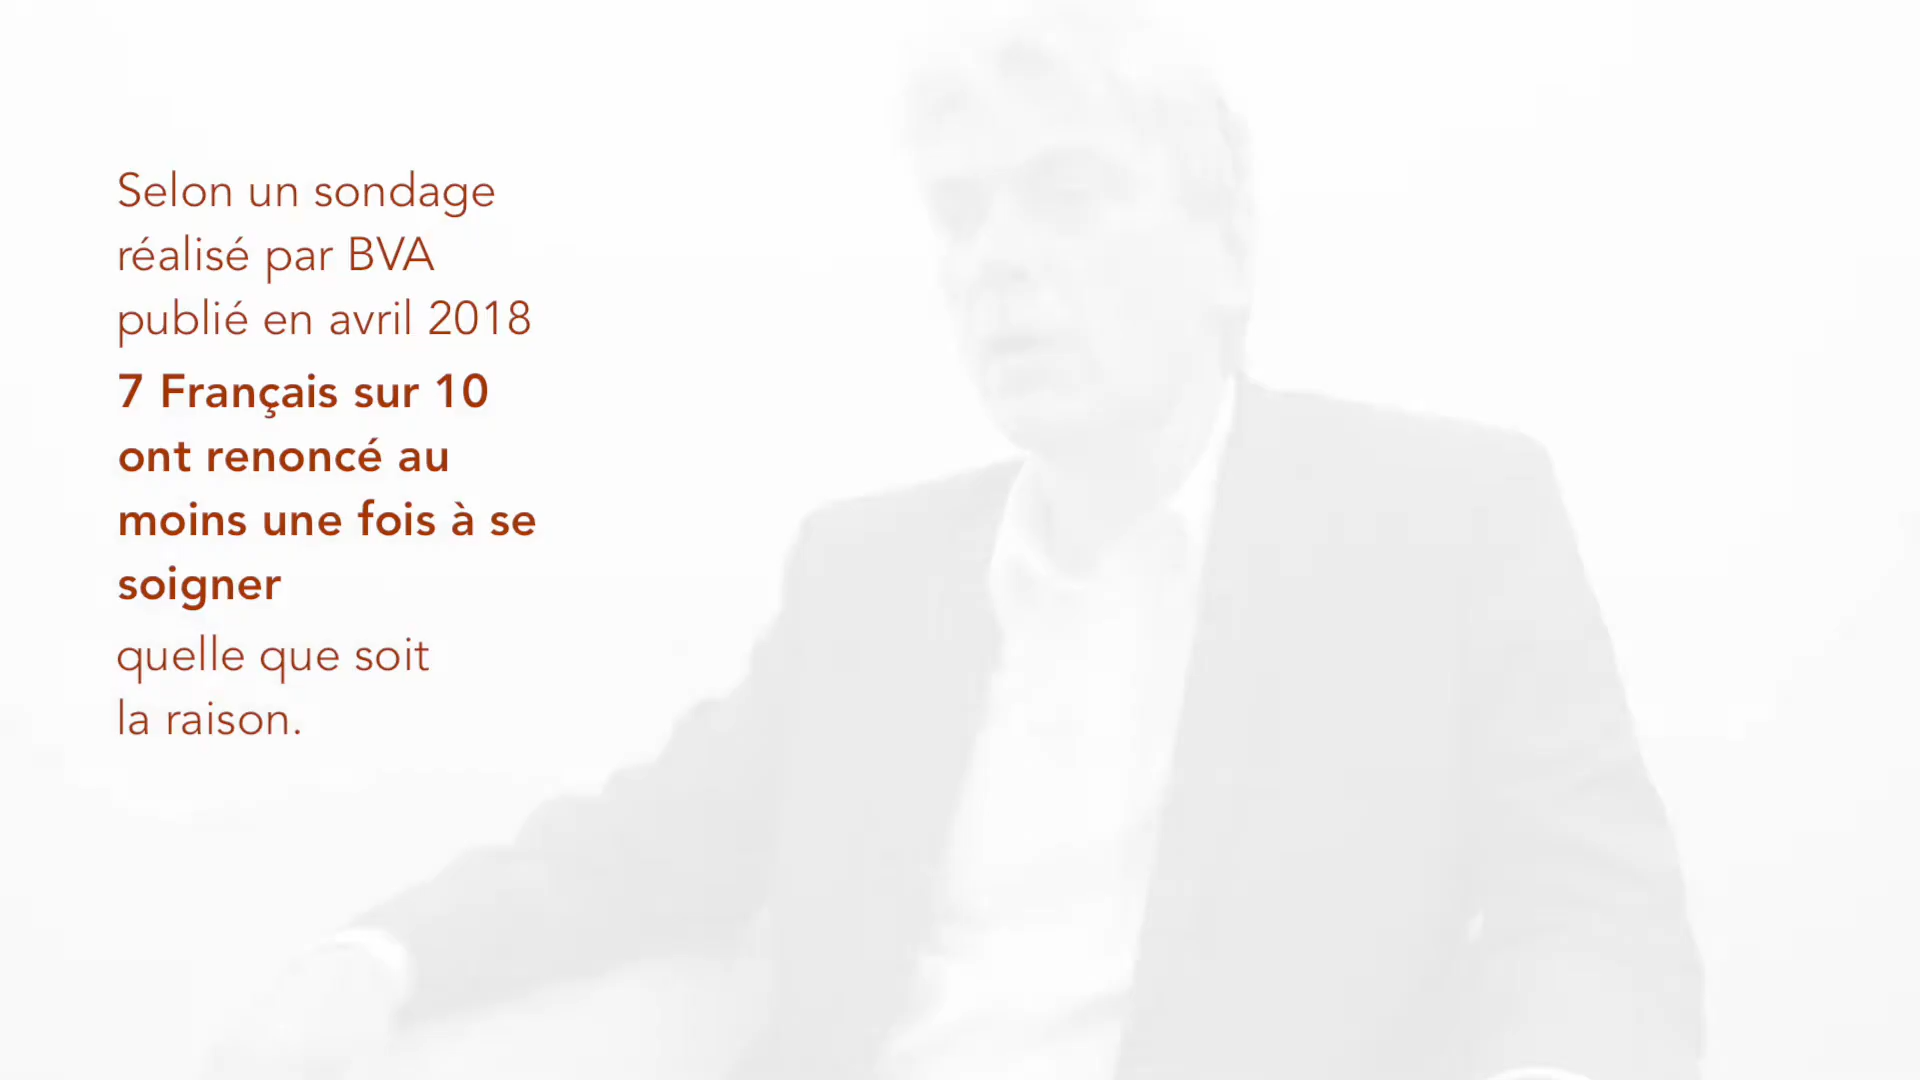 Selon un sondage
réalisé par BVA
publié en avril 2018
7 Français sur 10
ont renoncé au
moins une fois à se
soigner
quelle que soit
la raison.